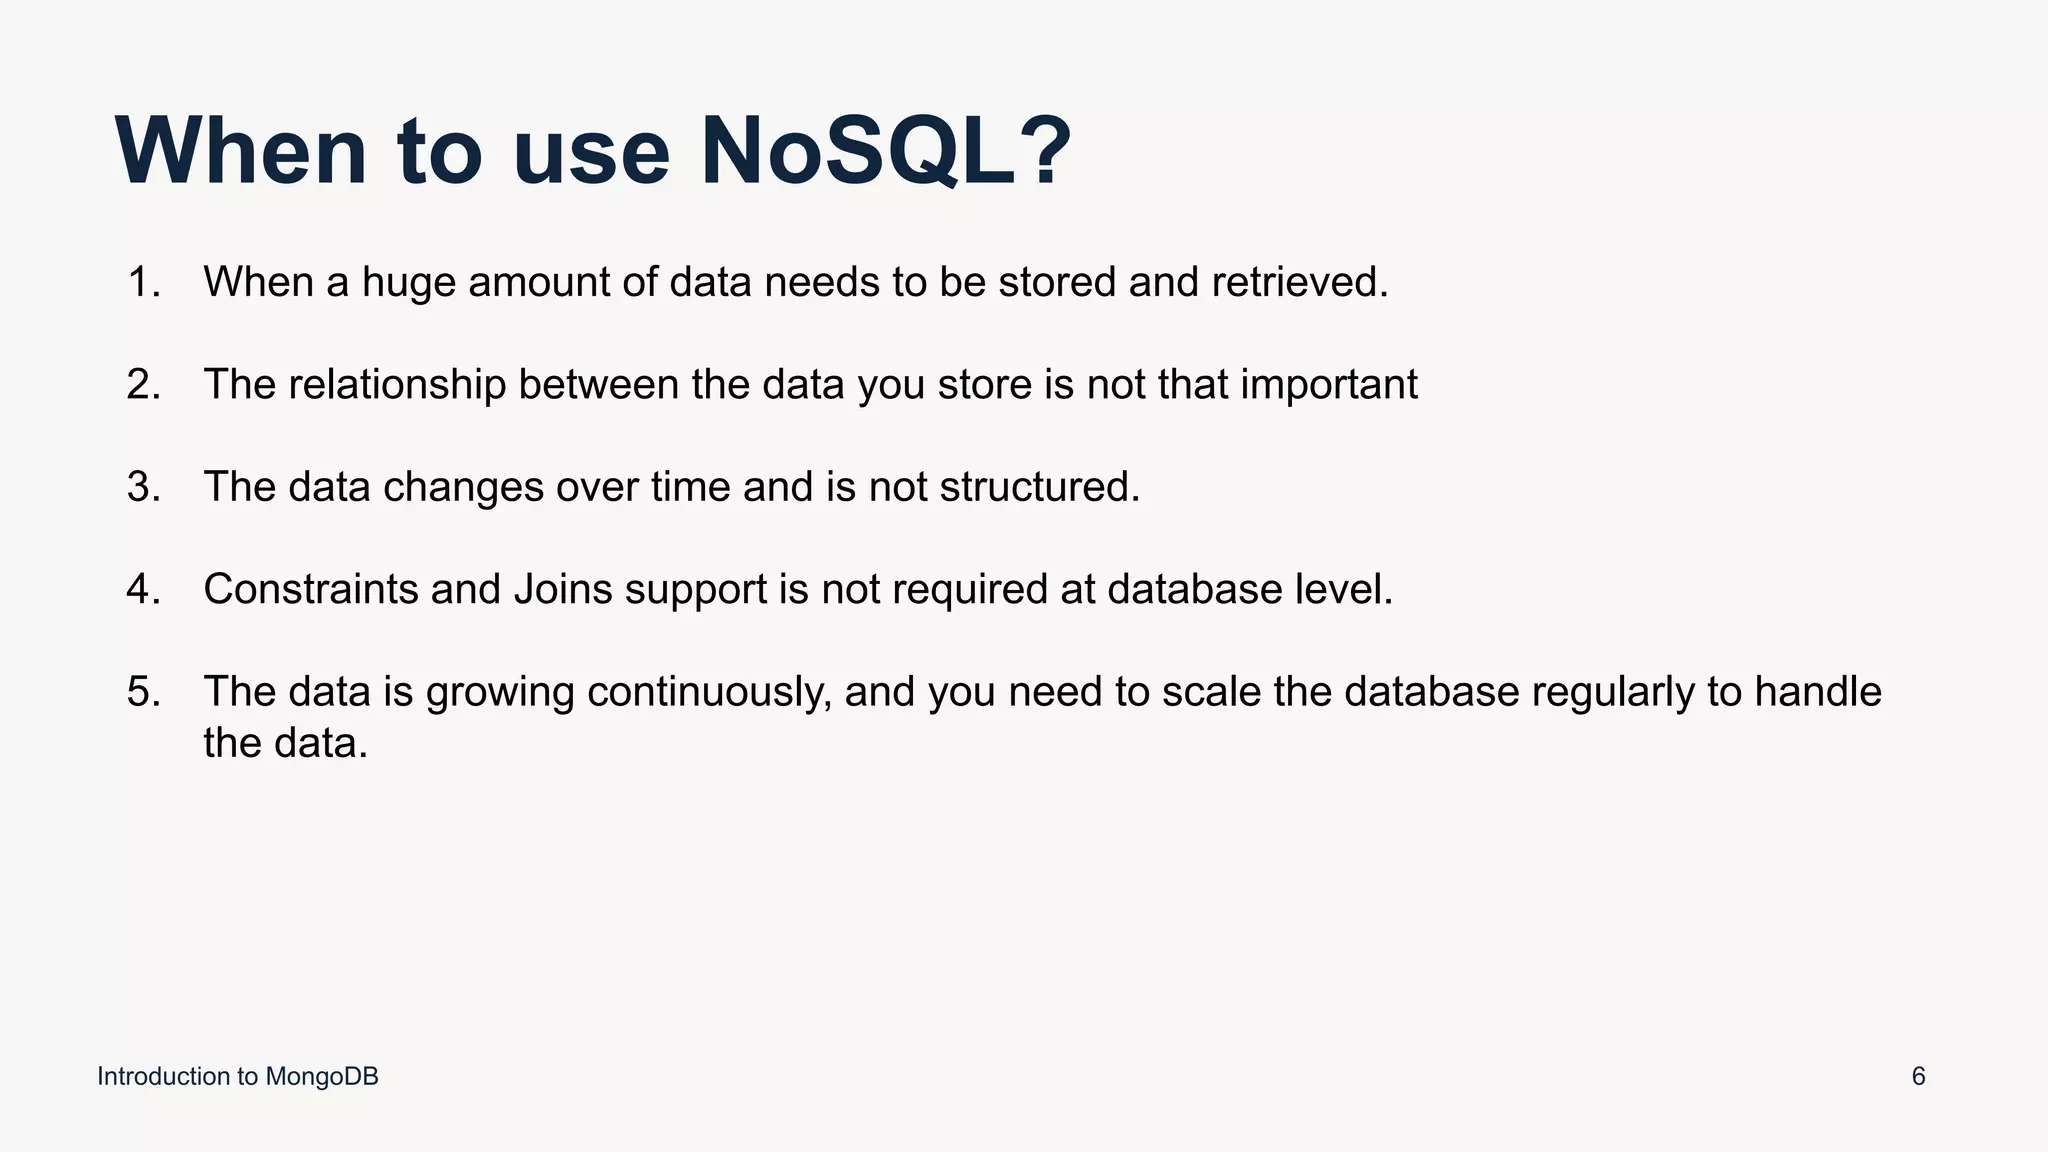 When to use NoSQL?
1. When a huge amount of data needs to be stored and retrieved.
2. The relationship between the data you store is not that important
3. The data changes over time and is not structured.
4. Constraints and Joins support is not required at database level.
5. The data is growing continuously, and you need to scale the database regularly to handle
the data.
Introduction to MongoDB
6